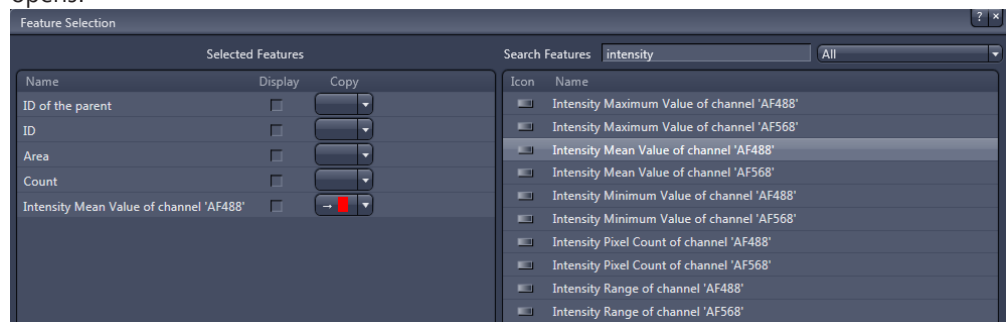 opens.
Feature Selection
? ×
Selected Features
Search Features intensity All
Name Display Copy
ID of the parent
ID
Area
Count
Intensity Mean Value of channel 'AF488' →
Icon Name
Intensity Maximum Value of channel 'AF488'
Intensity Maximum Value of channel 'AF568'
Intensity Mean Value of channel 'AF488'
Intensity Mean Value of channel 'AF568'
Intensity Minimum Value of channel 'AF488'
Intensity Minimum Value of channel 'AF568'
Intensity Pixel Count of channel 'AF488'
Intensity Pixel Count of channel 'AF568'
Intensity Range of channel 'AF488'
Intensity Range of channel 'AF568'